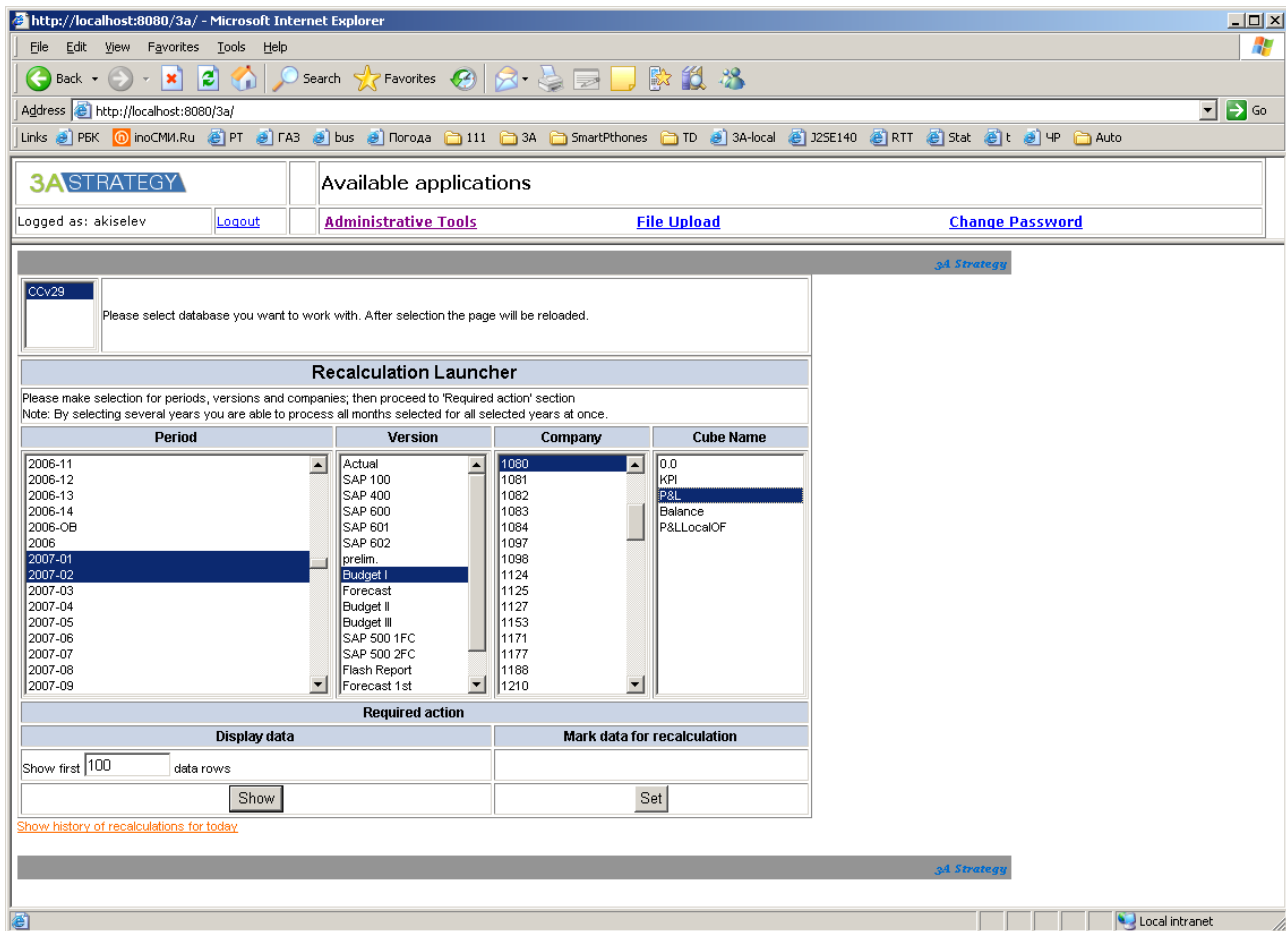 http://localhost:8080/3a/ - Microsoft Internet Explorer
File Edit View Favorites Tools Help
Back Search Favorites
Address http://localhost:8080/3a/ Go
Links РБК inoСМИ.Ru РТ ГАЗ bus Погода 111 3A SmartPthones TD 3A-local J2SE140 RTT Stat t ЧР Auto
3A STRATEGY Available applications
Logged as: akiselev Logout Administrative Tools File Upload Change Password
3A Strategy
CCv29
Please select database you want to work with. After selection the page will be reloaded.
Recalculation Launcher
Please make selection for periods, versions and companies; then proceed to 'Required action' section
Note: By selecting several years you are able to process all months selected for all selected years at once.
Period Version Company Cube Name
2006-11 Actual 1080 0.0
2006-12 SAP 100 1081 KPI
2006-13 SAP 400 1082 P&L
2006-14 SAP 600 1083 Balance
2006-OB SAP 601 1084 P&LLocalOF
2006 SAP 602 1097
2007-01 prelim. 1098
2007-02 Budget I 1124
2007-03 Forecast 1125
2007-04 Budget II 1127
2007-05 Budget III 1153
2007-06 SAP 500 1FC 1171
2007-07 SAP 500 2FC 1177
2007-08 Flash Report 1188
2007-09 Forecast 1st 1210
Required action
Display data Mark data for recalculation
Show first 100 data rows
Show Set
Show history of recalculations for today
3A Strategy
Local intranet